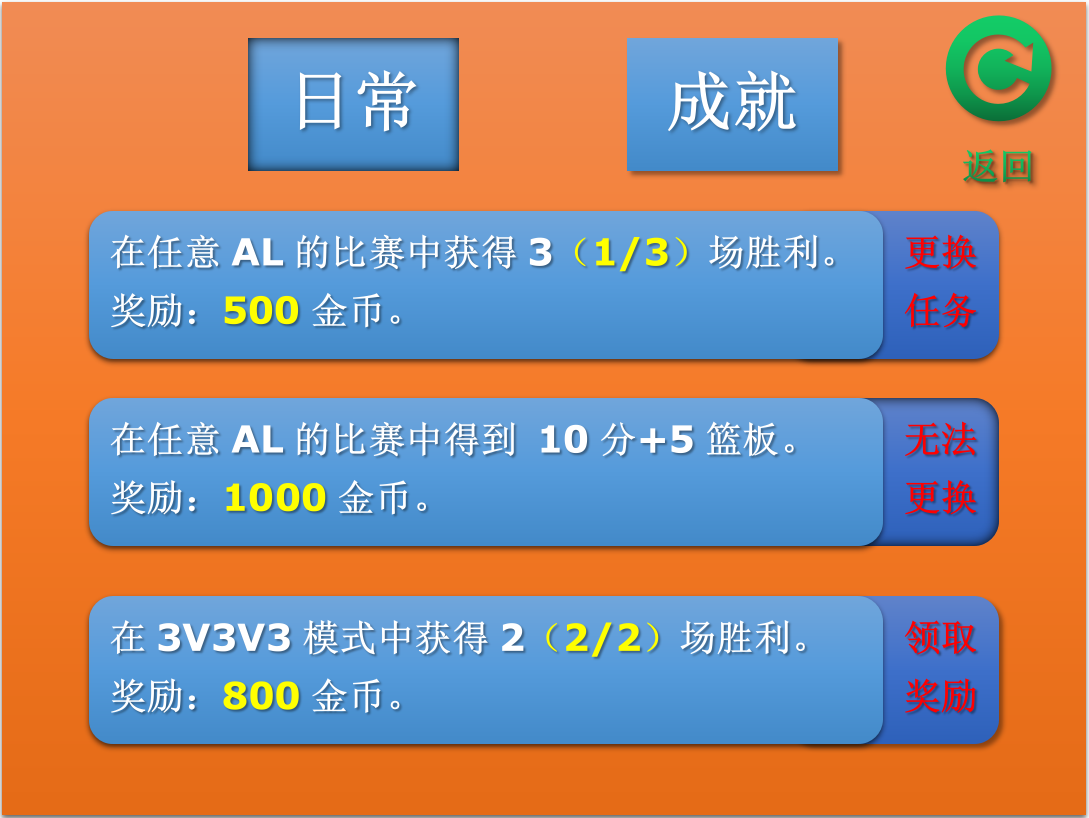 日常
成就
返回
在任意 AL 的比赛中获得 3（1/3）场胜利。
奖励：500 金币。
更换
任务
在任意 AL 的比赛中得到 10 分+5 篮板。
奖励：1000 金币。
无法
更换
在 3V3V3 模式中获得 2（2/2）场胜利。
奖励：800 金币。
领取
奖励